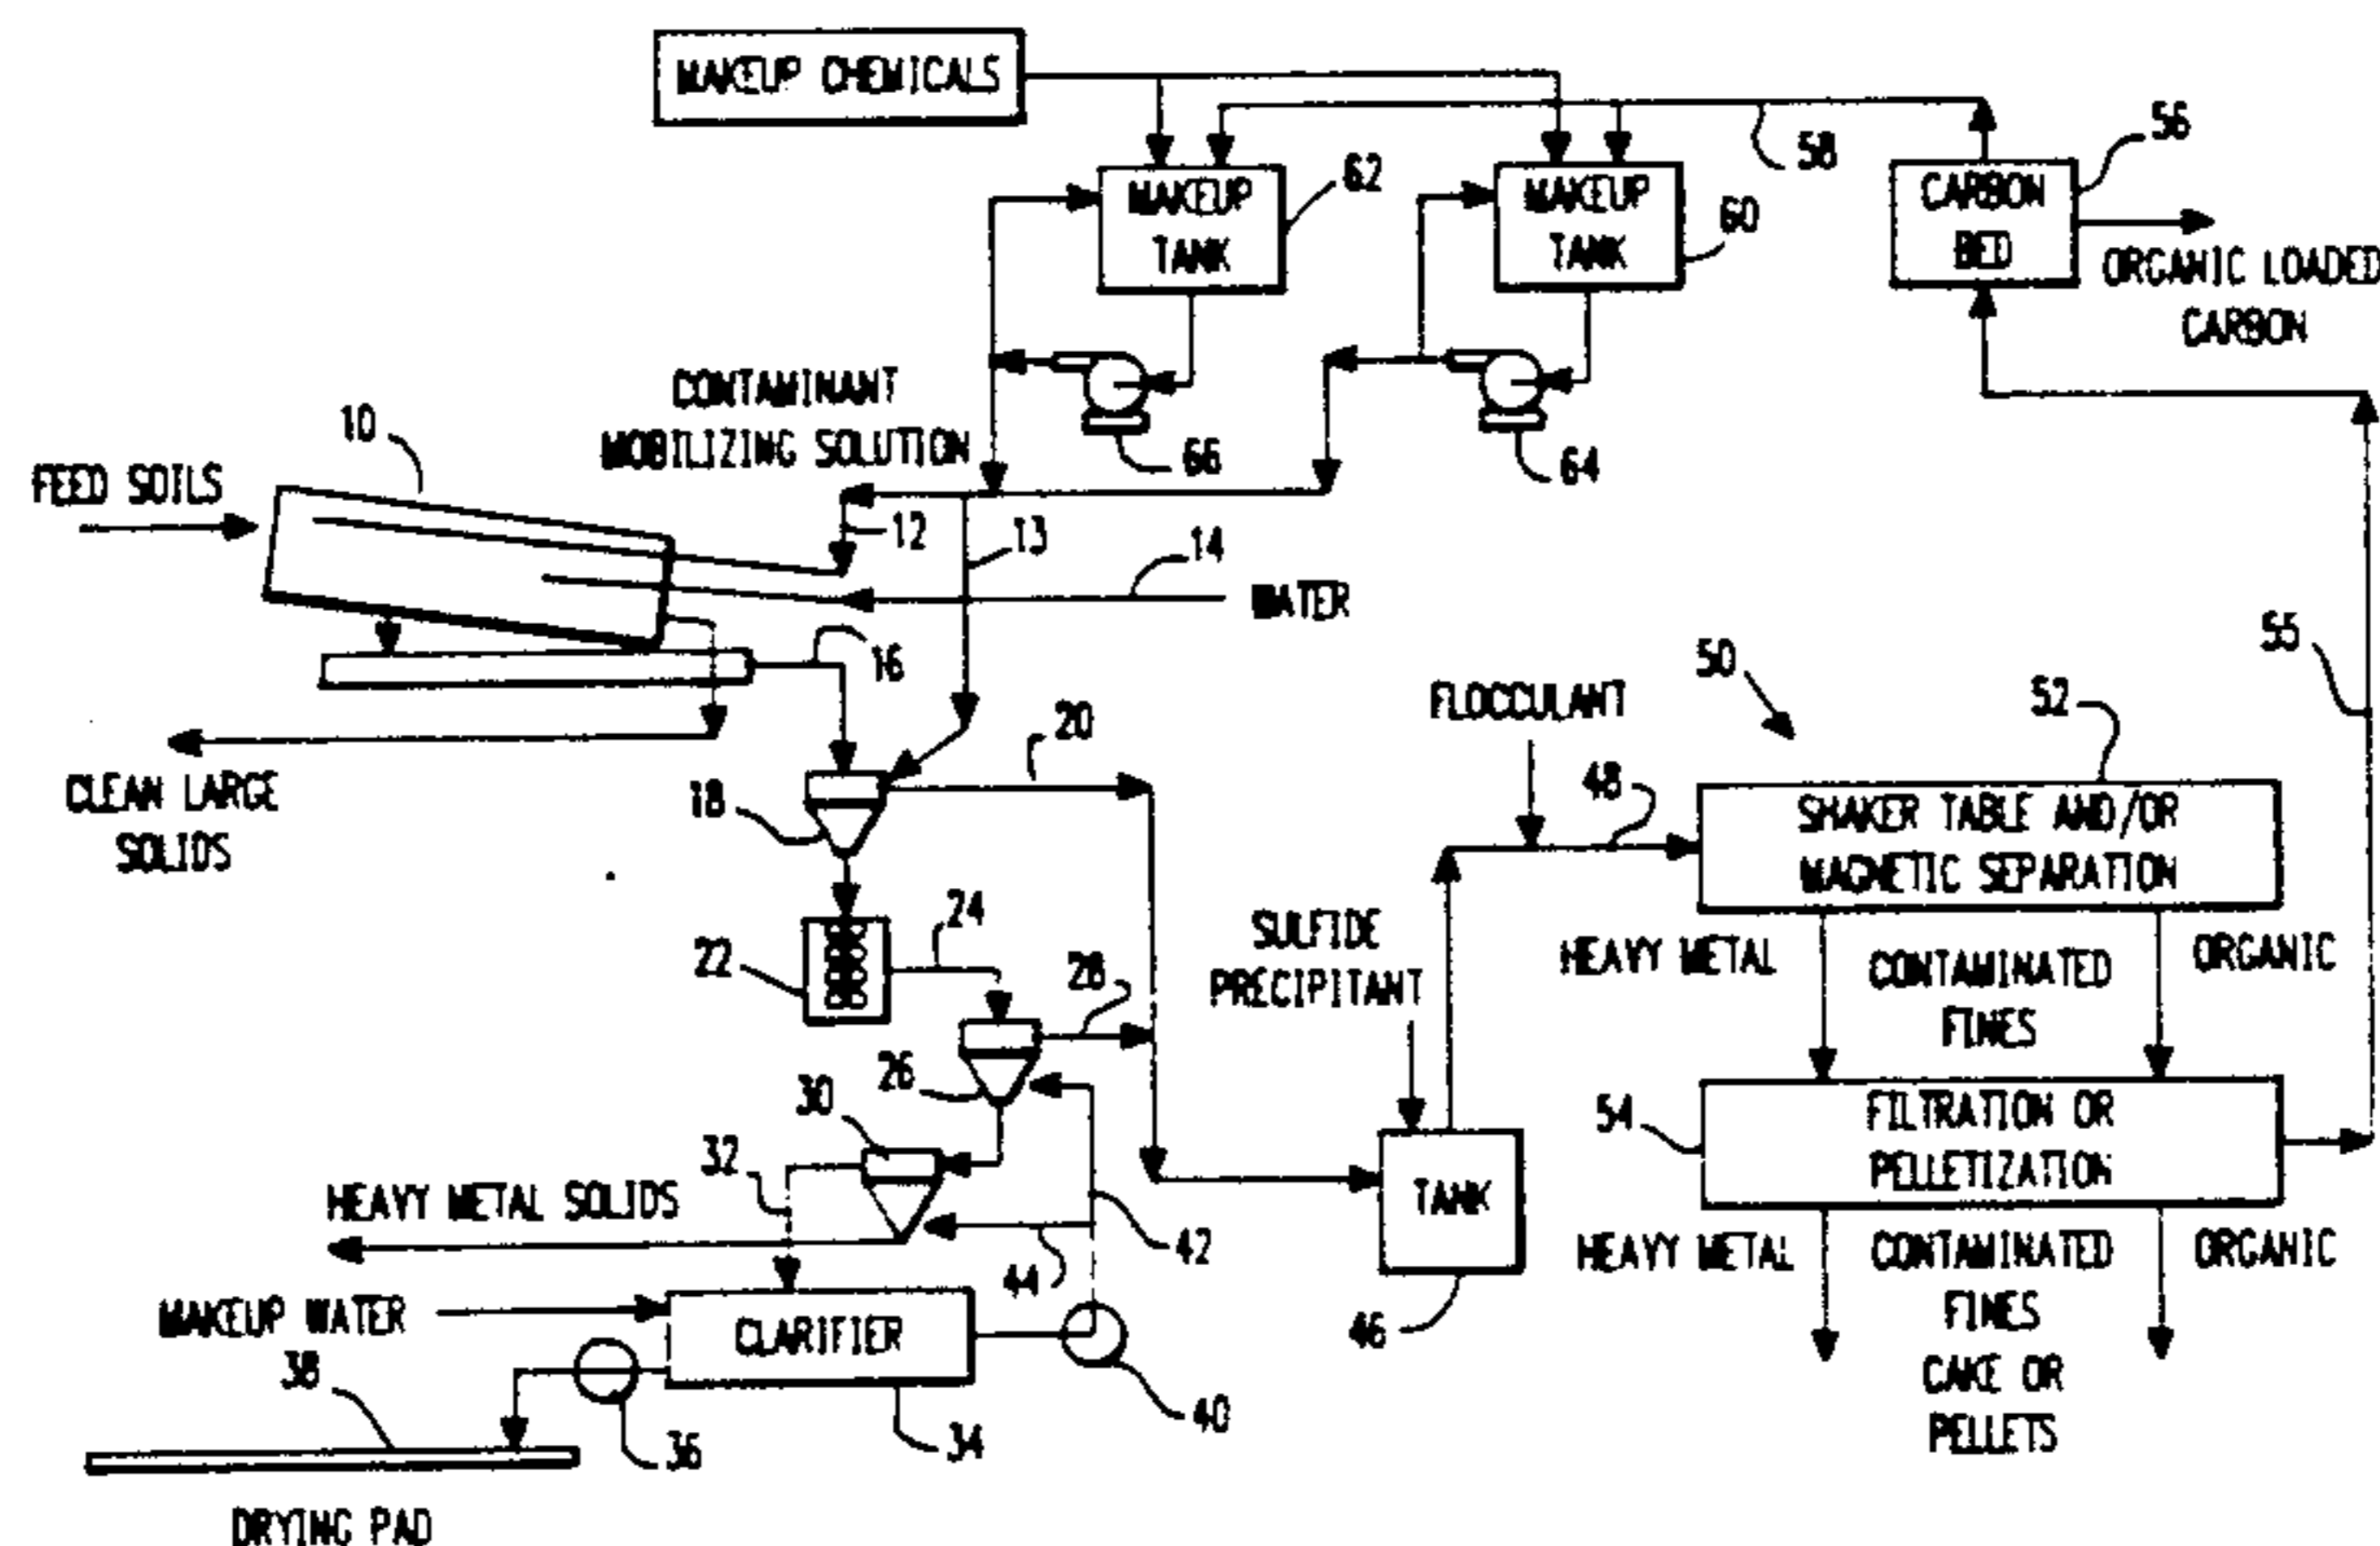 MAKEUP CHEMICALS
56
58
MAKEUP
TANK
62
MAKEUP
TANK
60
CARBON
BED
ORGANIC LOADED
CARBON
CONTAMINANT
MOBILIZING SOLUTION
10
66
64
FEED SOILS
12
13
14
WATER
16
55
50
52
FLOCCULANT
20
CLEAN LARGE
SOLIDS
18
48
SHAKER TABLE AND/OR
MAGNETIC SEPARATION
24
22
28
SULFIDE
PRECIPITANT
HEAVY METAL
CONTAMINATED
FINES
ORGANIC
26
30
32
54
FILTRATION OR
PELLETIZATION
HEAVY METAL SOLIDS
TANK
42
44
46
HEAVY METAL
CONTAMINATED
FINES
CAKE OR
PELLETS
ORGANIC
MAKEUP WATER
CLARIFIER
38
36
34
40
DRYING PAD